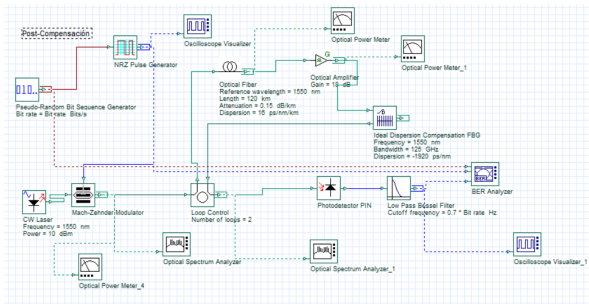 Post-Compensación
Oscilloscope Visualizer
Optical Power Meter
Optical Power Meter_1
NRZ Pulse Generator
Optical Fiber
Reference wavelength = 1550 nm
Length = 120 km
Attenuation = 0.15 dB/km
Dispersion = 16 ps/nm/km
Optical Amplifier
Gain = 18 dB
Pseudo-Random Bit Sequence Generator
Bit rate = Bit rate Bits/s
Ideal Dispersion Compensation FBG
Frequency = 1550 nm
Bandwidth = 125 GHz
Dispersion = -1920 ps/nm
BER Analyzer
CW Laser
Frequency = 1550 nm
Power = 10 dBm
Mach-Zehnder Modulator
Loop Control
Number of loops = 2
Photodetector PIN
Low Pass Bessel Filter
Cutoff frequency = 0.7 * Bit rate Hz
Optical Spectrum Analyzer
Optical Spectrum Analyzer_1
Oscilloscope Visualizer_1
Optical Power Meter_4